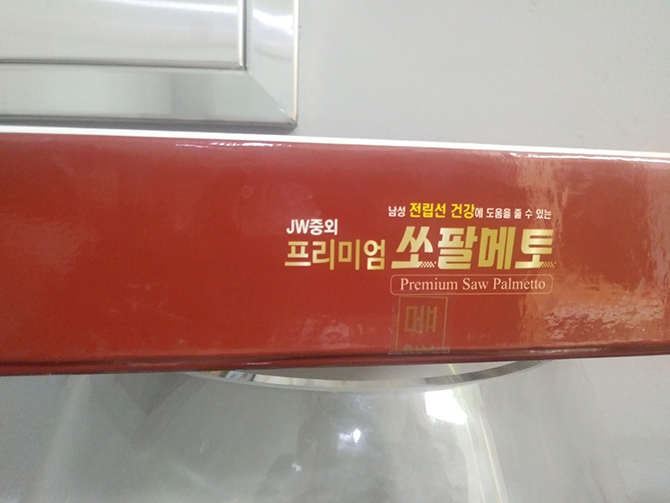 남성 전립선 건강에 도움을 줄 수 있는
JW중외
프리미엄 쏘팔메토
Premium Saw Palmetto